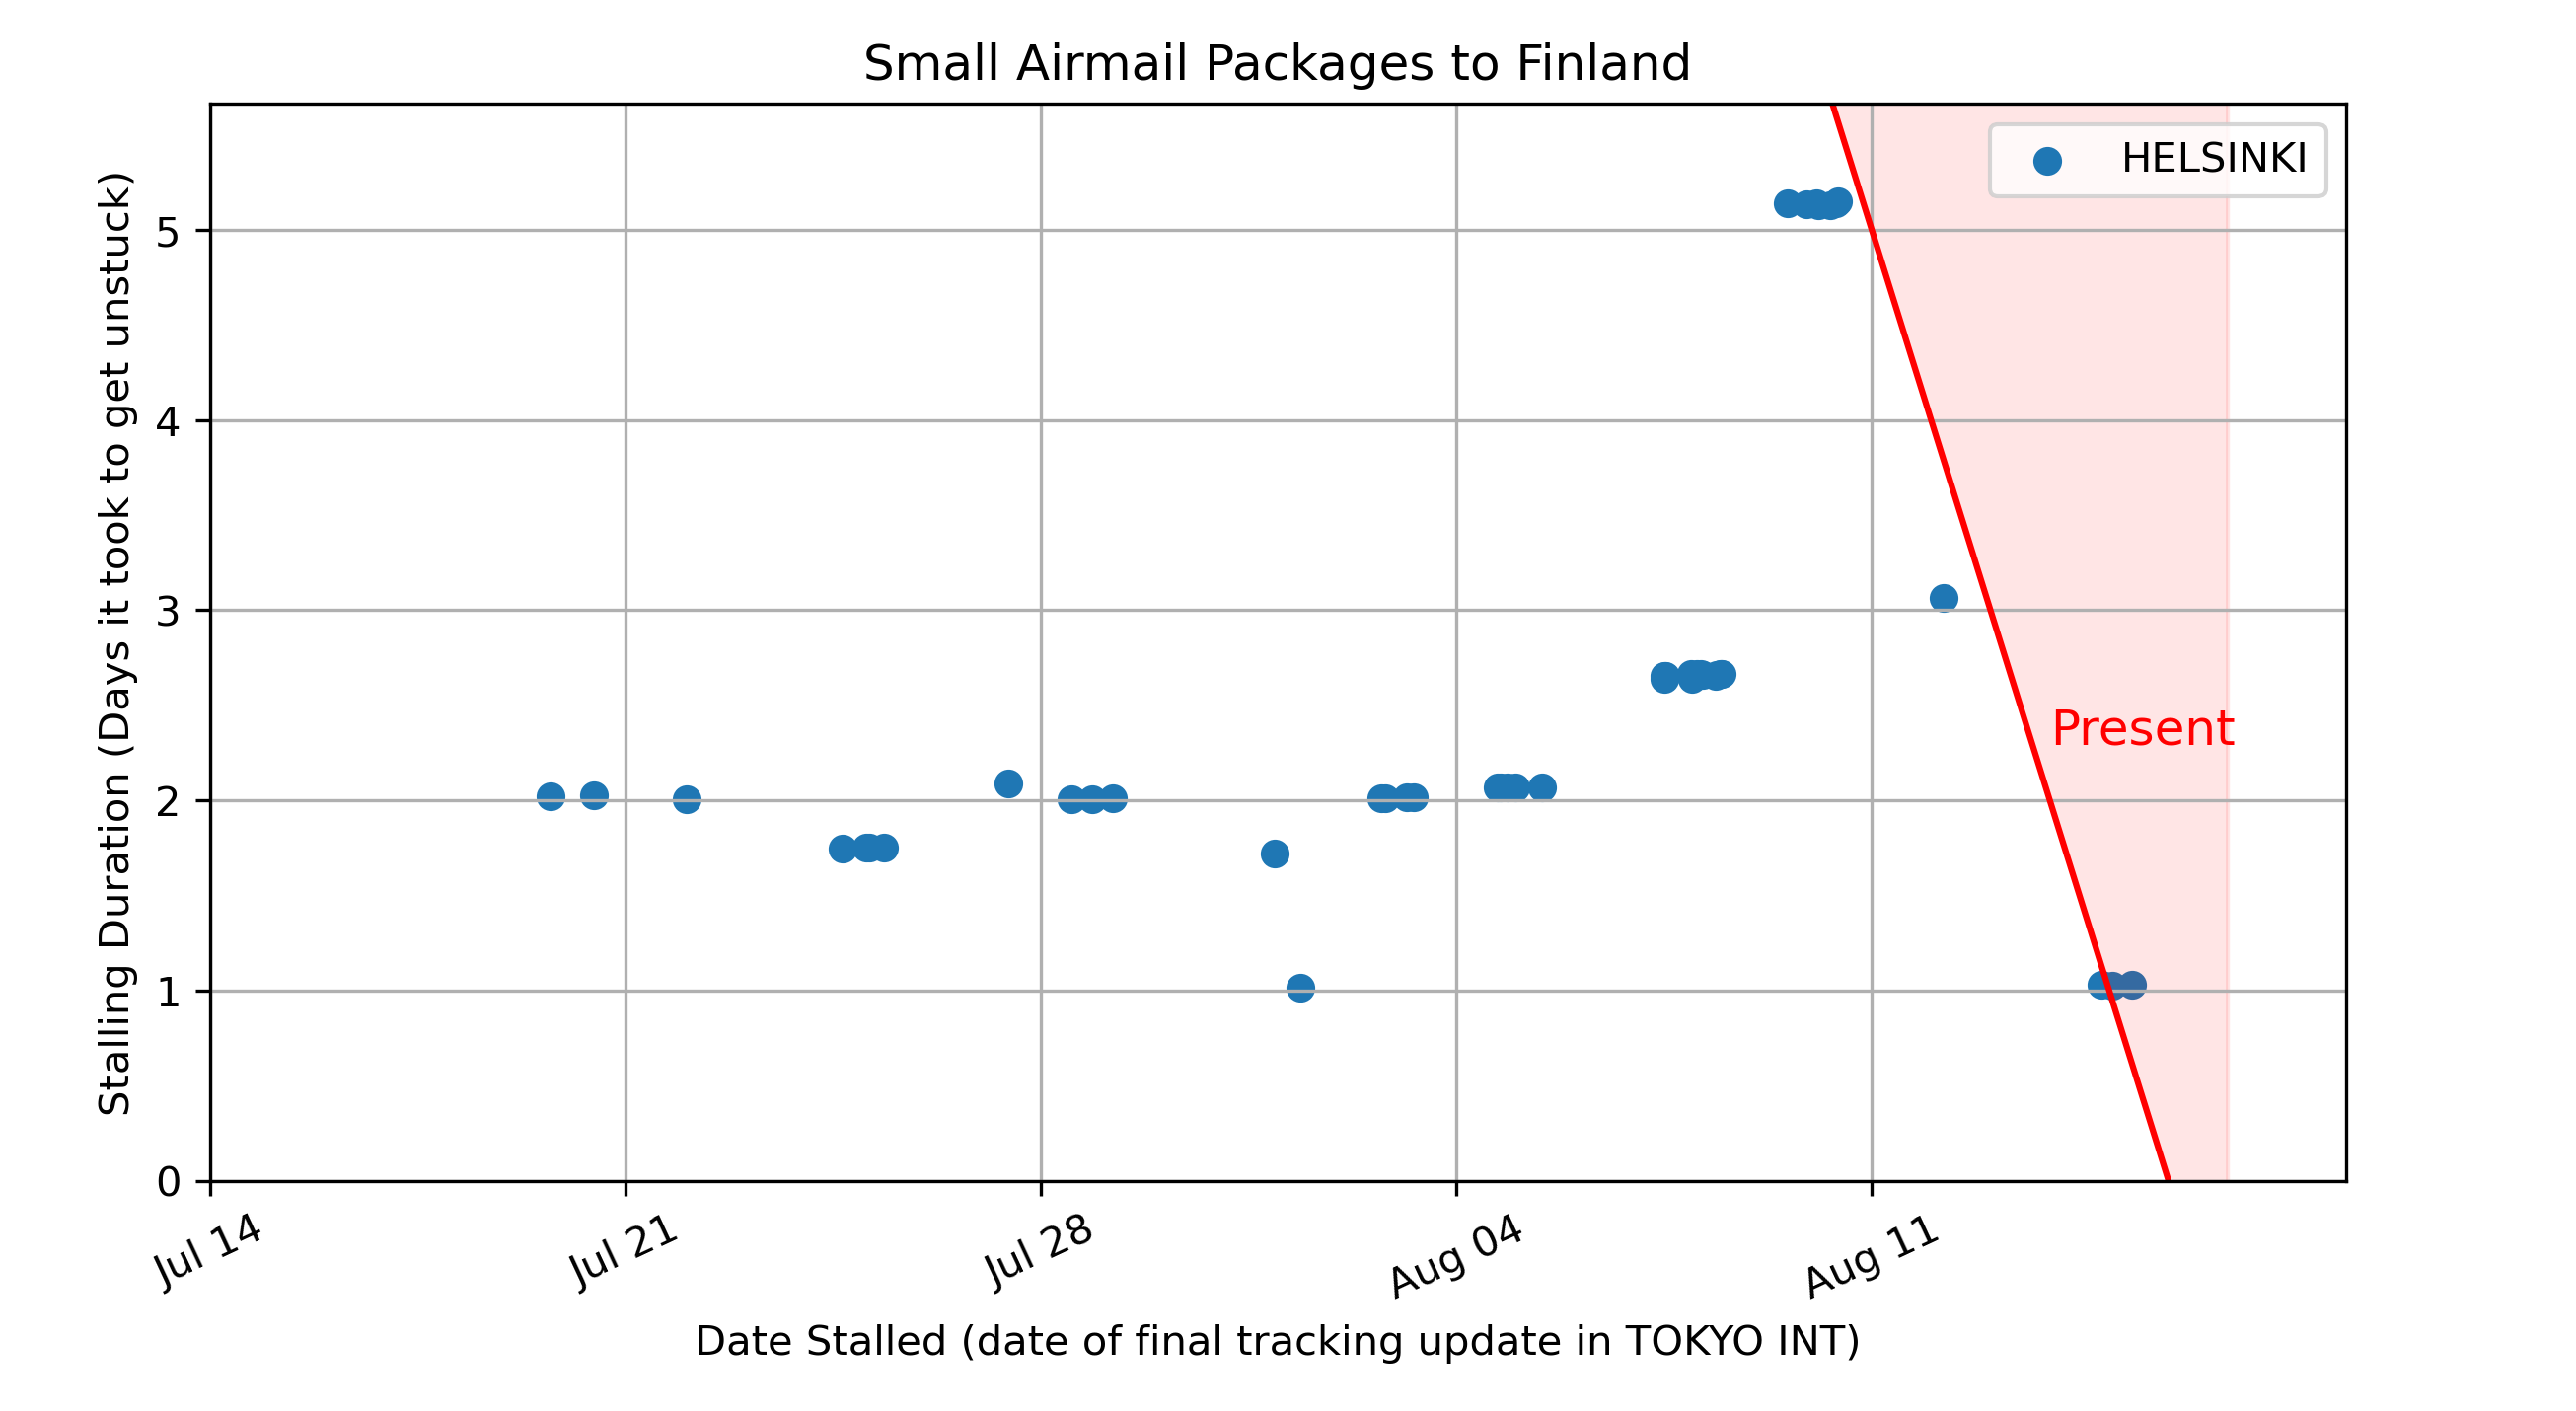 Small Airmail Packages to Finland
HELSINKI
Stalling Duration (Days it took to get unstuck)
5
4
3
2
1
0
Present
Jul 14
Jul 21
Jul 28
Aug 04
Aug 11
Date Stalled (date of final tracking update in TOKYO INT)